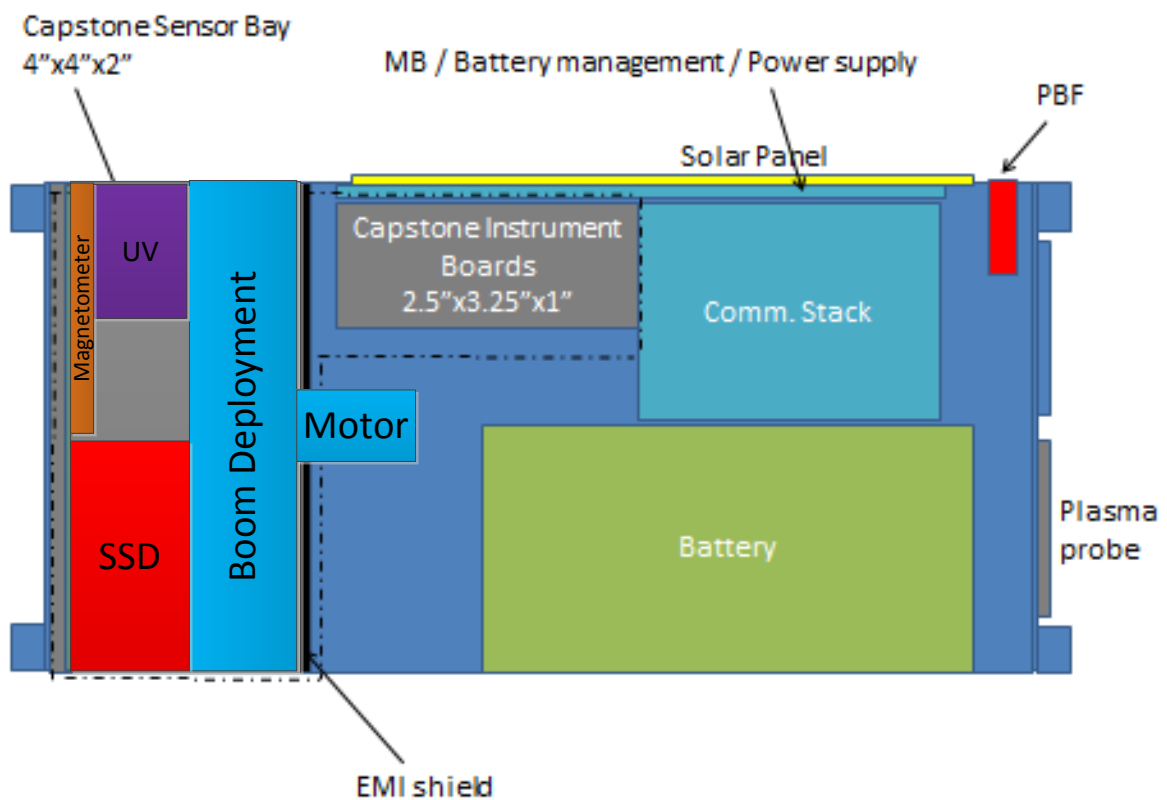 Capstone Sensor Bay
4”x4”x2”
MB / Battery management / Power supply
PBF
Solar Panel
Magnetometer
UV
SSD
Boom Deployment
Motor
Capstone Instrument
Boards
2.5”x3.25”x1”
Comm. Stack
Battery
Plasma
probe
EMI shield